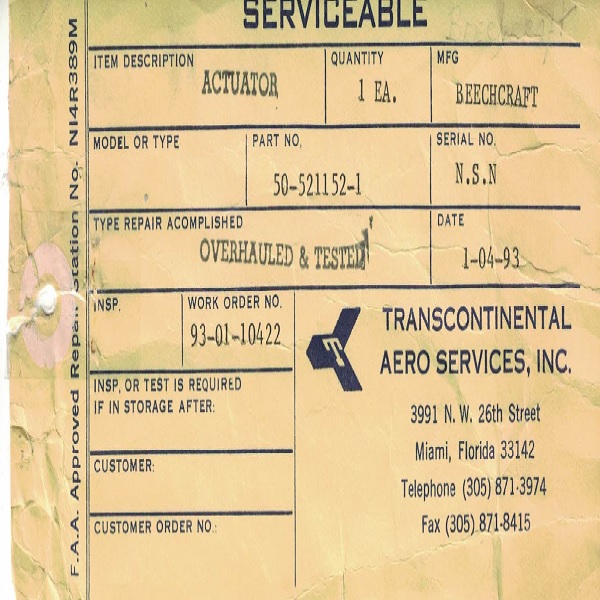 SERVICEABLE
ITEM DESCRIPTION
ACTUATOR
QUANTITY
1 EA.
MFG
BEECHCRAFT
MODEL OR TYPE
PART NO.
50-521152-1
SERIAL NO.
N.S.N
TYPE REPAIR ACOMPLISHED
OVERHAULED & TESTED
DATE
1-04-93
INSP.
WORK ORDER NO.
93-01-10422
INSP. OR TEST IS REQUIRED
IF IN STORAGE AFTER:
CUSTOMER:
CUSTOMER ORDER NO.:
TRANSCONTINENTAL
AERO SERVICES, INC.
3991 N. W. 26th Street
Miami, Florida 33142
Telephone (305) 871-3974
Fax (305) 871-8415
F.A.A. Approved Repair Station No. NI4R389M